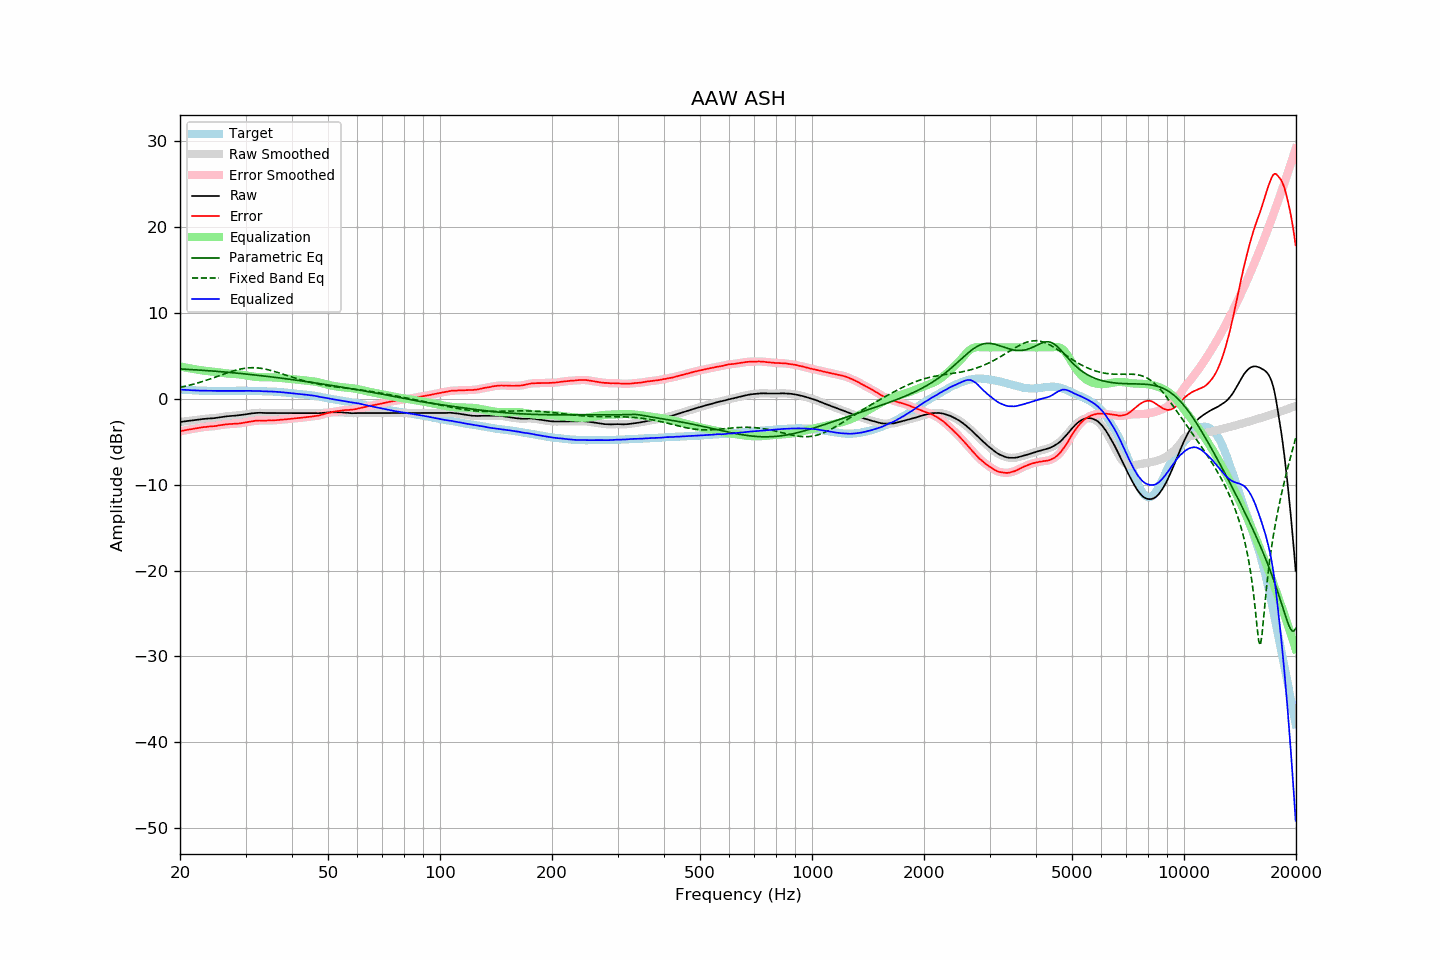 AAW ASH
Target
Raw Smoothed
Error Smoothed
Raw
Error
Equalization
Parametric Eq
Fixed Band Eq
Equalized
30
20
10
0
−10
−20
−30
−40
−50
Amplitude (dBr)
20 50 100 200 500 1000 2000 5000 10000 20000
Frequency (Hz)